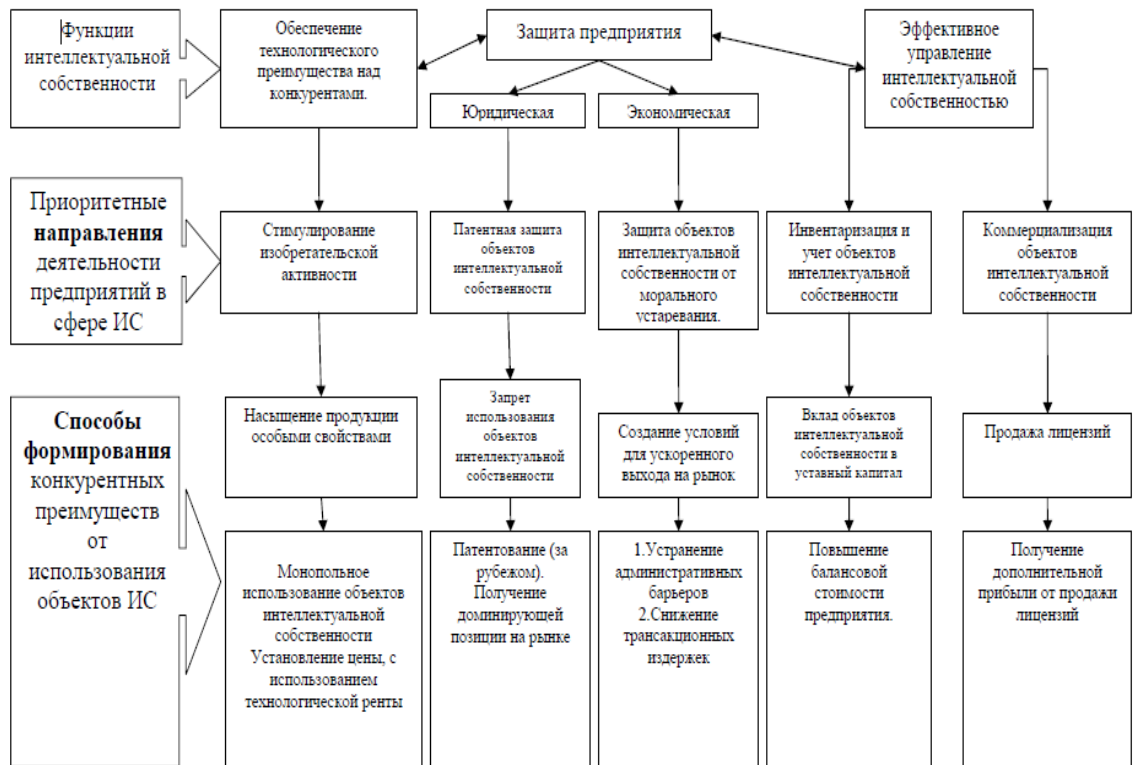 Функции
интеллектуальной
собственности
Обеспечение
технологического
преимущества над
конкурентами.
Защита предприятия
Эффективное
управление
интеллектуальной
собственностью
Юридическая
Экономическая
Приоритетные
направления
деятельности
предприятий в
сфере ИС
Стимулирование
изобретательской
активности
Патентная защита
объектов
интеллектуальной
собственности
Защита объектов
интеллектуальной
собственности от
морального
устаревания.
Инвентаризация и
учет объектов
интеллектуальной
собственности
Коммерциализация
объектов
интеллектуальной
собственности
Способы
формирования
конкурентных
преимуществ
от
использования
объектов ИС
Насыщение продукции
особыми свойствами
Запрет
использования
объектов
интеллектуальной
собственности
Создание условий
для ускоренного
выхода на рынок
Вклад объектов
интеллектуальной
собственности в
уставный капитал
Продажа лицензий
Монопольное
использование объектов
интеллектуальной
собственности
Установление цены, с
использованием
технологической ренты
Патентование (за
рубежом).
Получение
доминирующей
позиции на рынке
1.Устранение
административных
барьеров
2.Снижение
трансакционных
издержек
Повышение
балансовой
стоимости
предприятия.
Получение
дополнительной
прибыли от продажи
лицензий